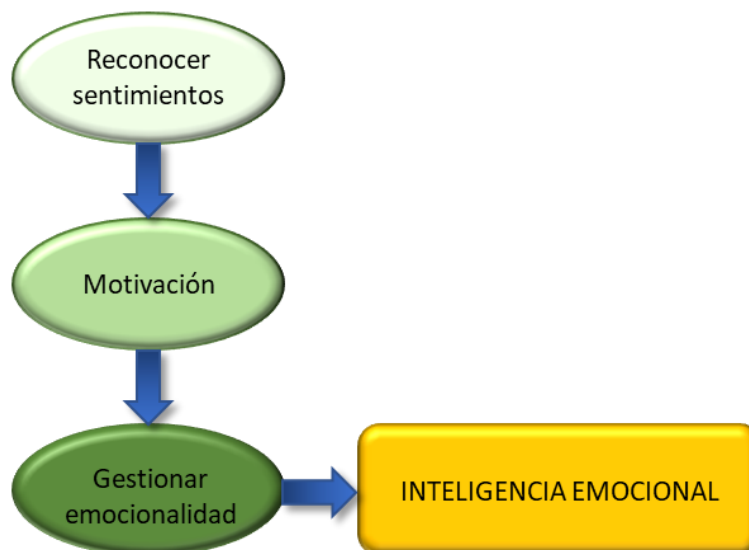 Reconocer
sentimientos
Motivación
Gestionar
emocionalidad
INTELIGENCIA EMOCIONAL